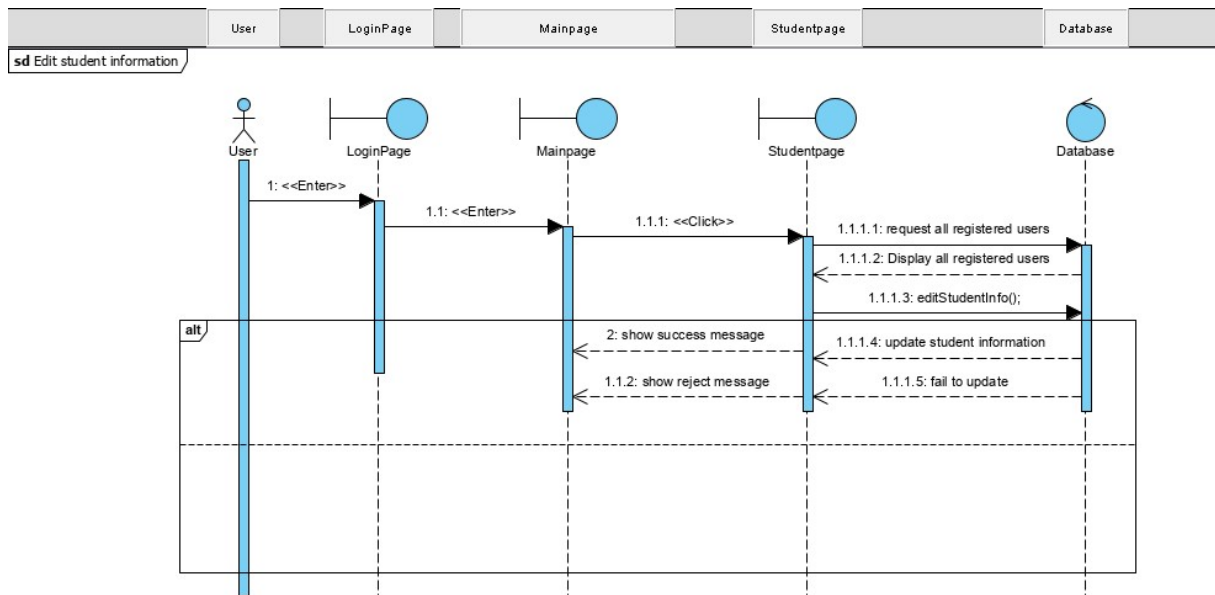 User
LoginPage
Mainpage
Studentpage
Database
sd Edit student information
User
LoginPage
Mainpage
Studentpage
Database
1: <<Enter>>
1.1: <<Enter>>
1.1.1: <<Click>>
1.1.1.1: request all registered users
1.1.1.2: Display all registered users
1.1.1.3: editStudentInfo();
alt
2: show success message
1.1.1.4: update student information
1.1.2: show reject message
1.1.1.5: fail to update